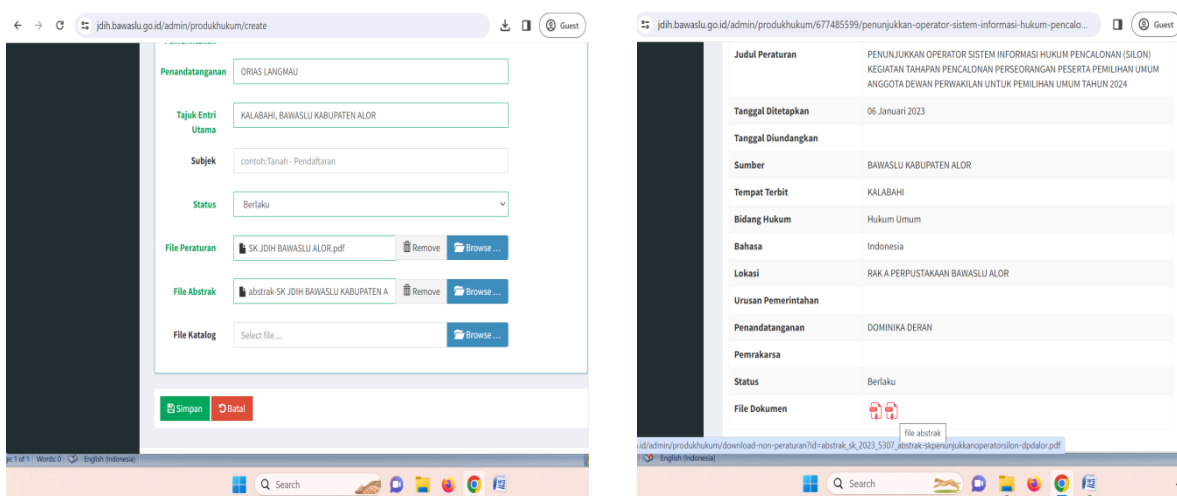 jdih.bawaslu.go.id/admin/produkhukum/create
Guest
Penandatanganan ORIAS LANGMAU
Tajuk Entri Utama KALABAHI, BAWASLU KABUPATEN ALOR
Subjek contoh:Tanah - Pendaftaran
Status Berlaku
File Peraturan SK JDIH BAWASLU ALOR.pdf Remove Browse ...
File Abstrak abstrak-SK JDIH BAWASLU KABUPATEN A Remove Browse ...
File Katalog Select file ... Browse ...
Simpan Batal
1 of 1 Words: 0 English (Indonesia)
Search
jdih.bawaslu.go.id/admin/produkhukum/677485599/penunjukkan-operator-sistem-informasi-hukum-pencalo...
Guest
Judul Peraturan PENUNJUKKAN OPERATOR SISTEM INFORMASI HUKUM PENCALONAN (SILON)
KEGIATAN TAHAPAN PENCALONAN PERSEORANGAN PESERTA PEMILIHAN UMUM
ANGGOTA DEWAN PERWAKILAN UNTUK PEMILIHAN UMUM TAHUN 2024
Tanggal Ditetapkan 06 Januari 2023
Tanggal Diundangkan
Sumber BAWASLU KABUPATEN ALOR
Tempat Terbit KALABAHI
Bidang Hukum Hukum Umum
Bahasa Indonesia
Lokasi RAK A PERPUSTAKAAN BAWASLU ALOR
Urusan Pemerintahan
Penandatanganan DOMINIKA DERAN
Pemrakarsa
Status Berlaku
File Dokumen
file abstrak
.id/admin/produkhukum/download-non-peraturan?id=abstrak_sk_2023_5307_abstrak-skpenunjukkanoperatorsilon-dpdalor.pdf
English (Indonesia)
Search